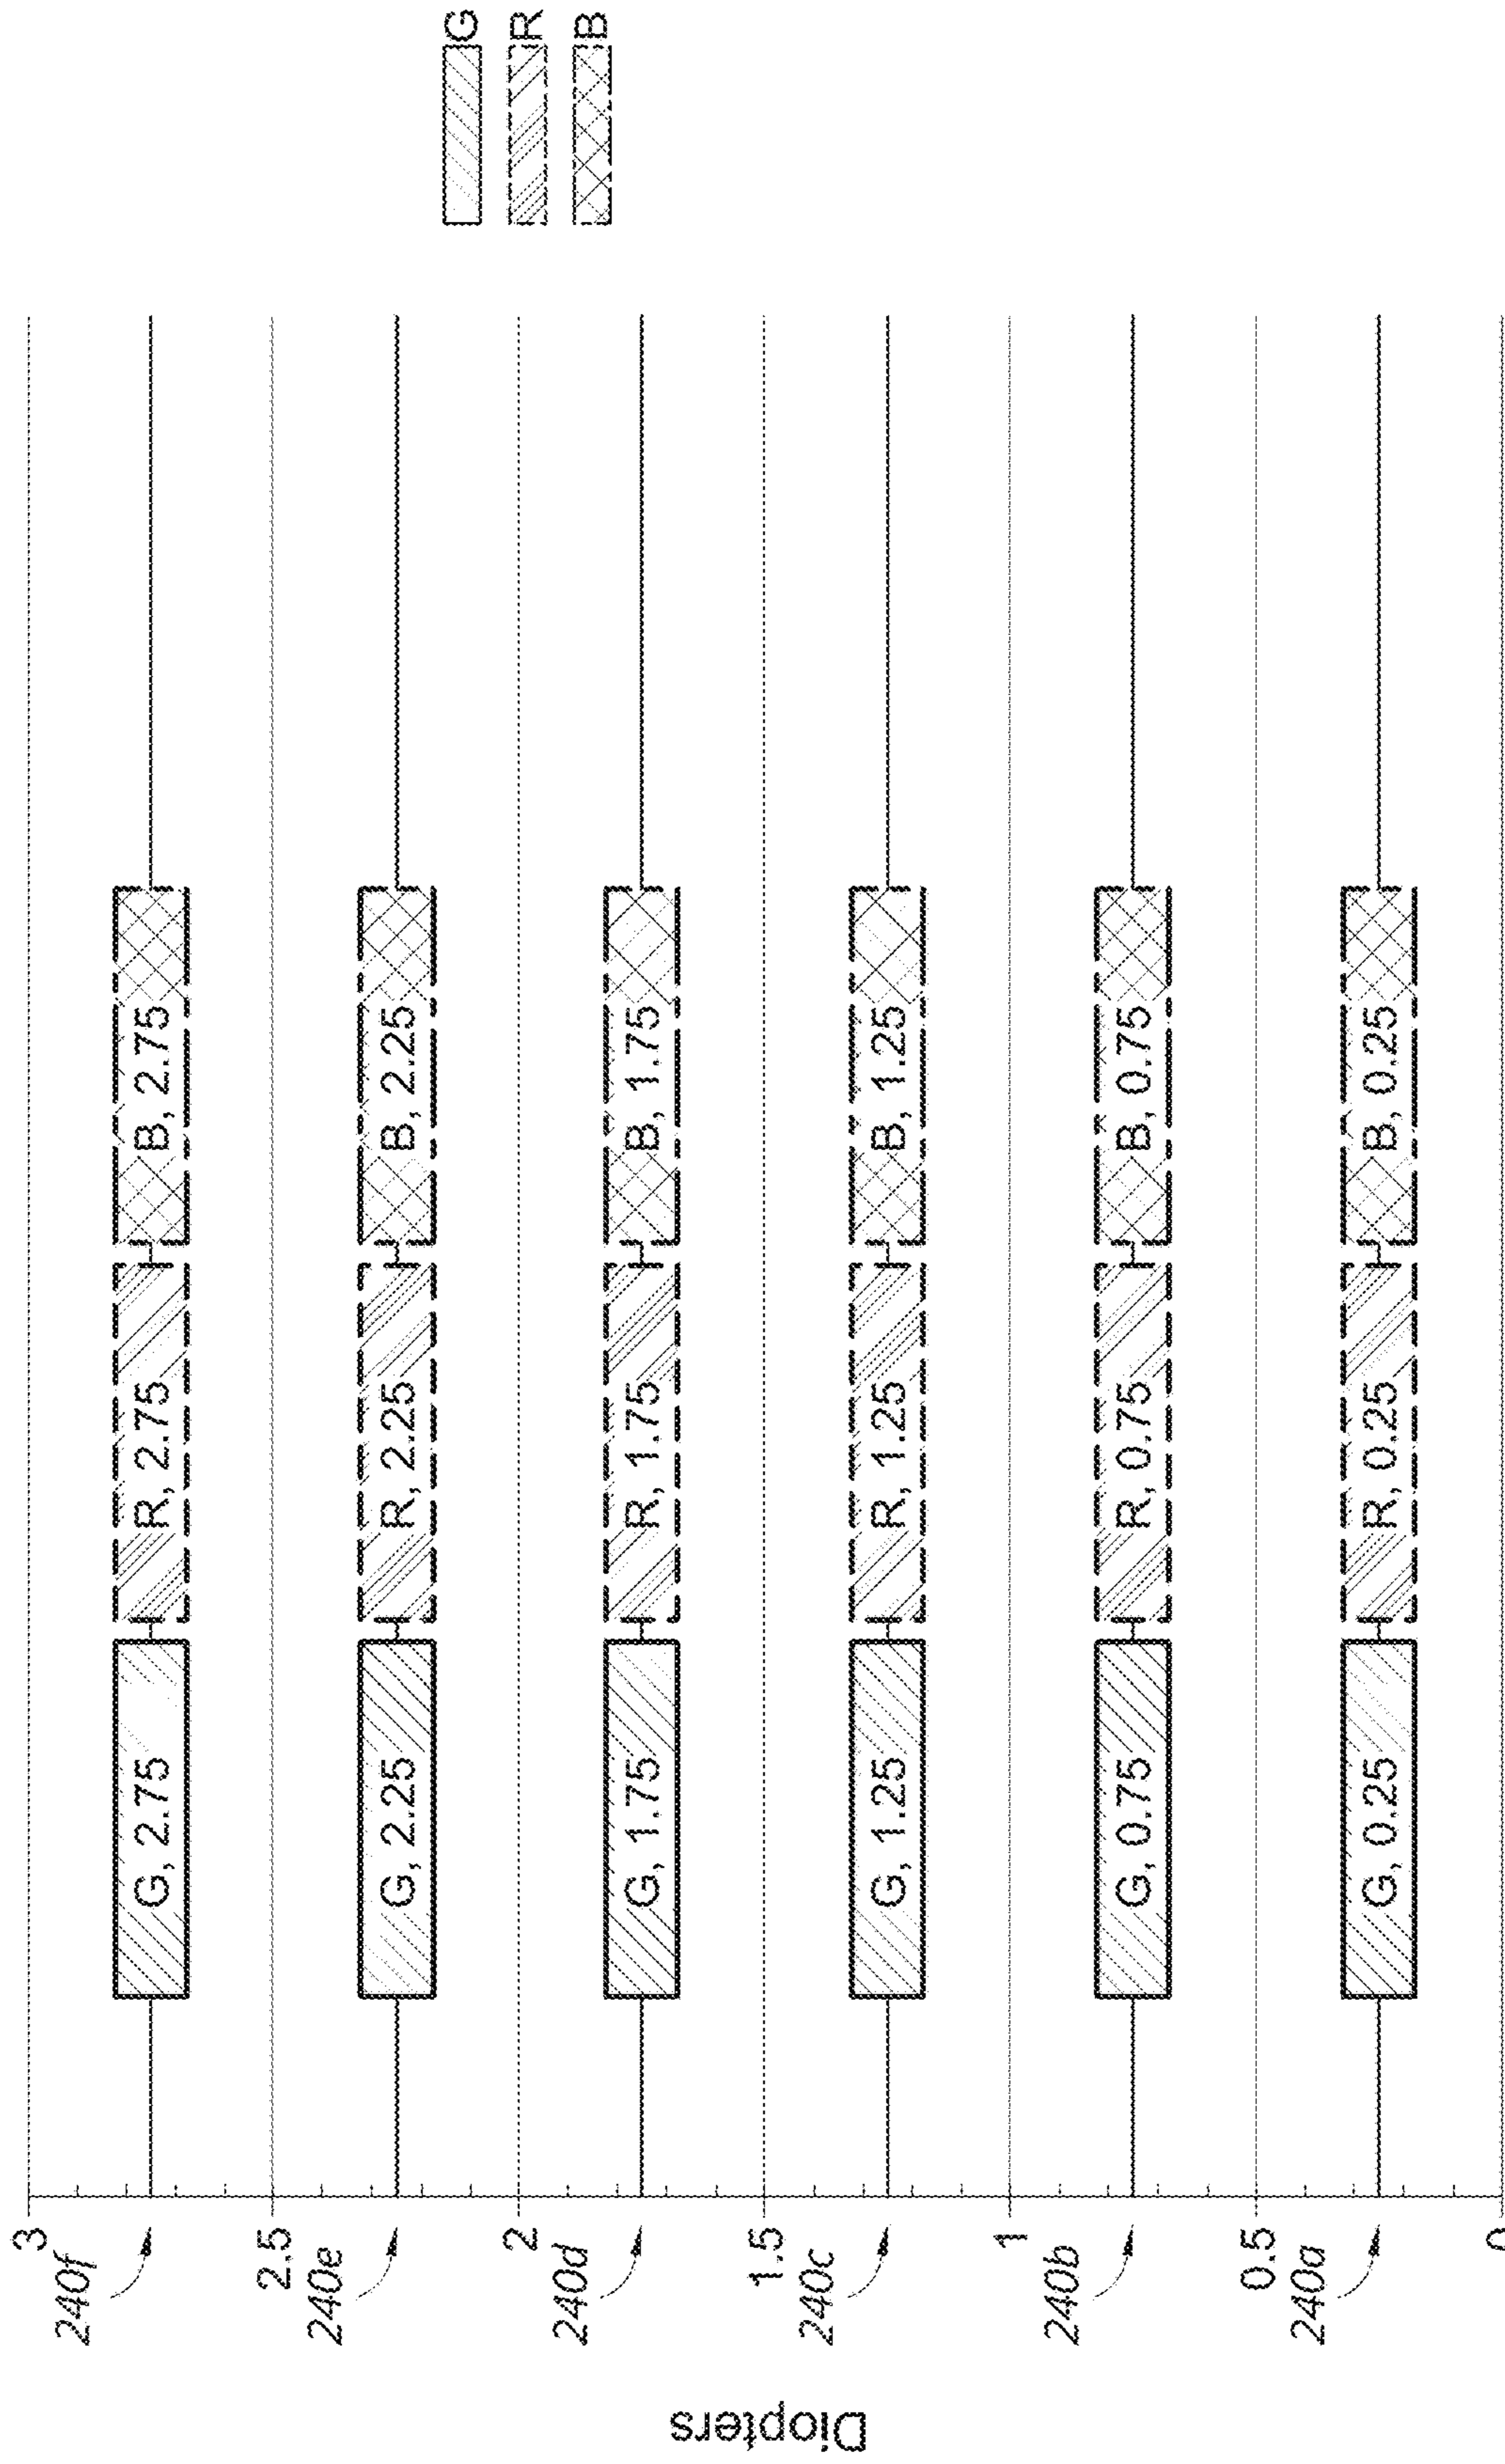 Diopters
3
240f
G, 2.75
R, 2.75
B, 2.75
2.5
240e
G, 2.25
R, 2.25
B, 2.25
2
240d
G, 1.75
R, 1.75
B, 1.75
1.5
240c
G, 1.25
R, 1.25
B, 1.25
1
240b
G, 0.75
R, 0.75
B, 0.75
0.5
240a
G, 0.25
R, 0.25
B, 0.25
0
G
R
B